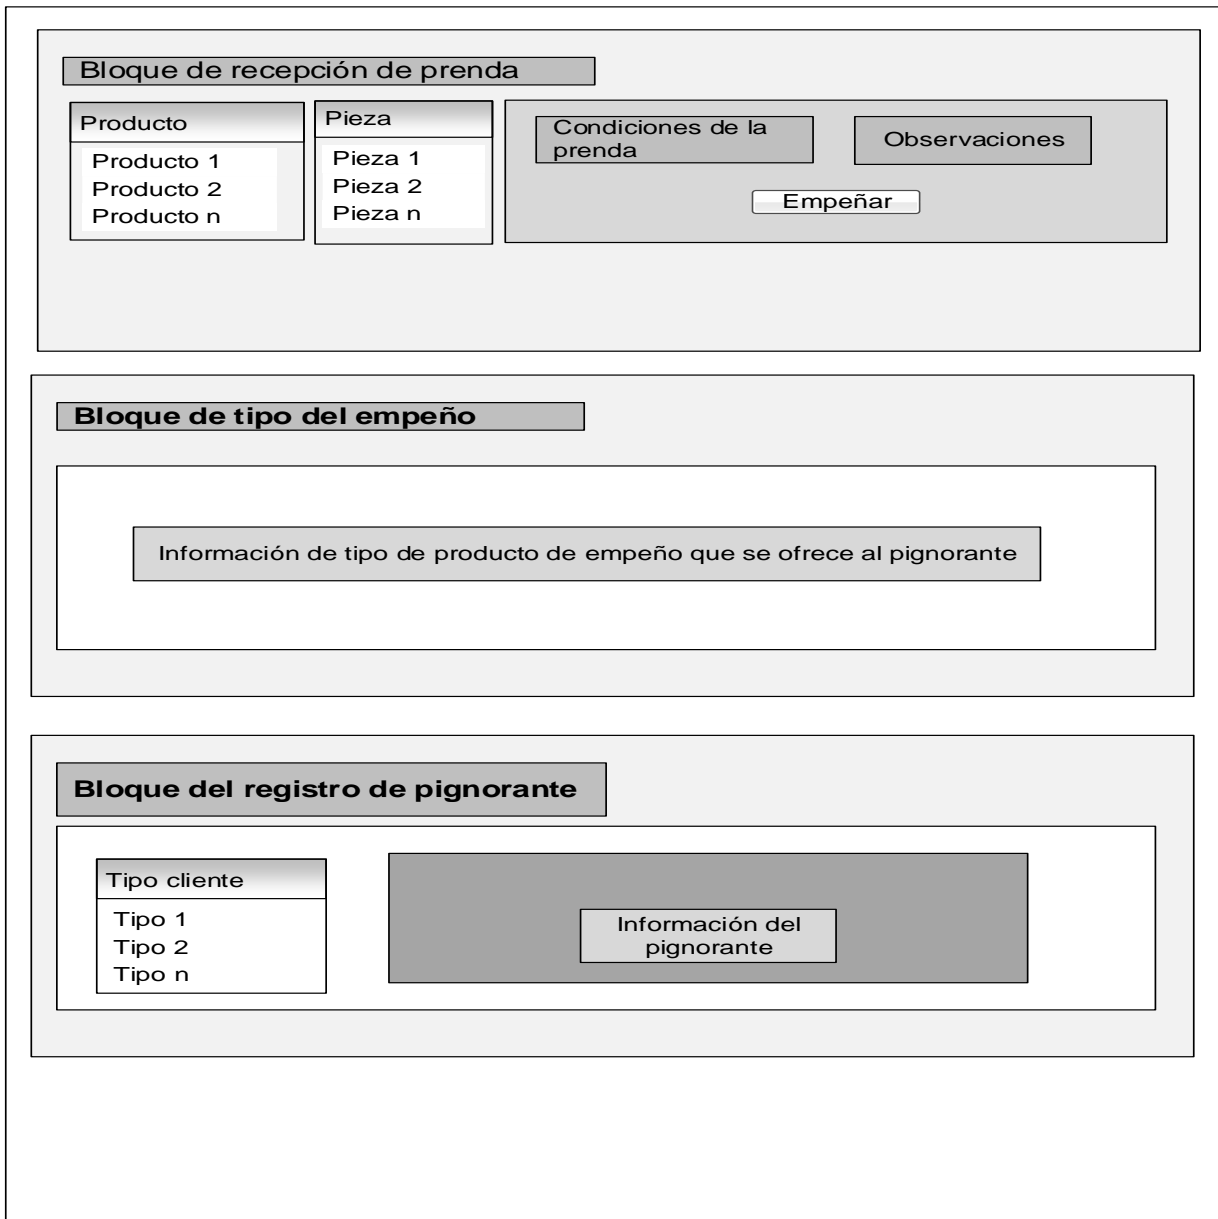 Bloque de recepción de prenda
Producto
Producto 1
Producto 2
Producto n
Pieza
Pieza 1
Pieza 2
Pieza n
Condiciones de la
prenda
Observaciones
Empeñar
Bloque de tipo del empeño
Información de tipo de producto de empeño que se ofrece al pignorante
Bloque del registro de pignorante
Tipo cliente
Tipo 1
Tipo 2
Tipo n
Información del
pignorante